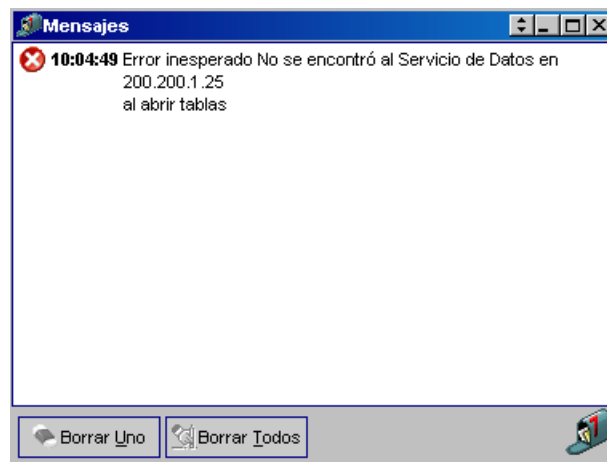 Mensajes
10:04:49 Error inesperado No se encontró al Servicio de Datos en
200.200.1.25
al abrir tablas
Borrar Uno
Borrar Todos